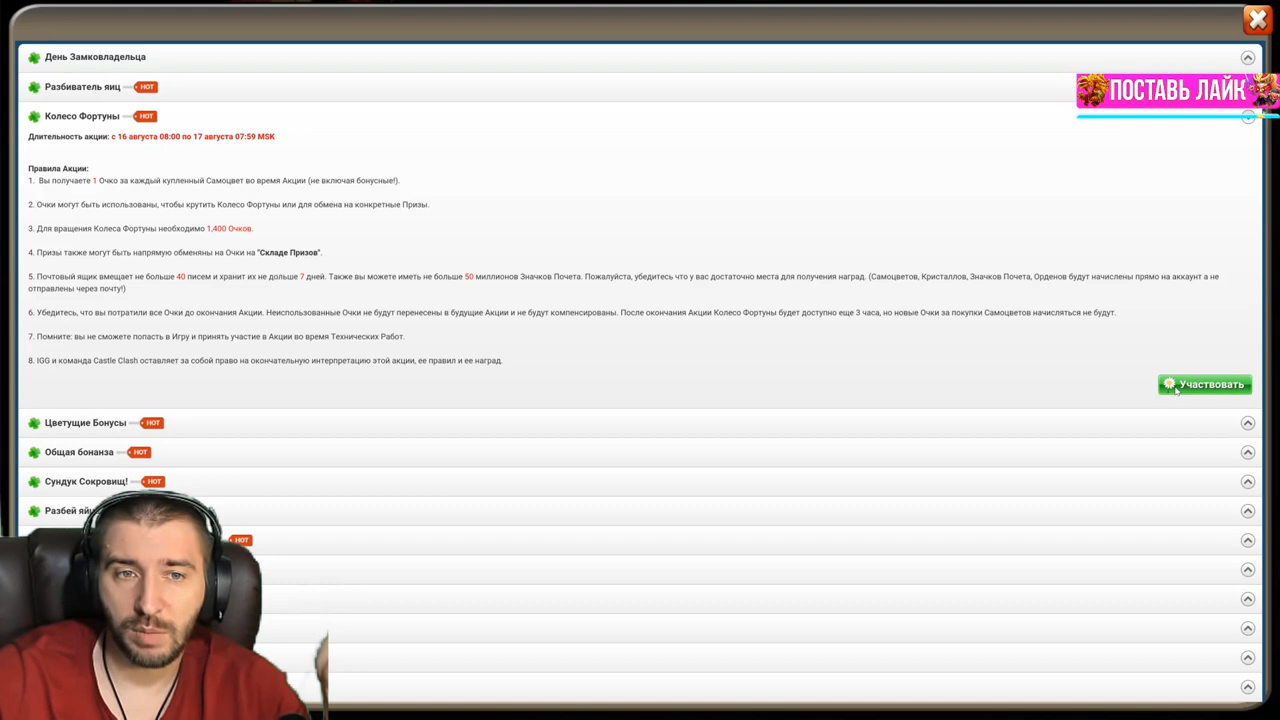 День Замковладельца
Разбиватель яиц HOT
ПОСТАВЬ ЛАЙК
Колесо Фортуны HOT
Длительность акции: с 16 августа 08:00 по 17 августа 07:59 MSK
Правила Акции:
1. Вы получаете 1 Очко за каждый купленный Самоцвет во время Акции (не включая бонусные!).
2. Очки могут быть использованы, чтобы крутить Колесо Фортуны или для обмена на конкретные Призы.
3. Для вращения Колеса Фортуны необходимо 1,400 Очков.
4. Призы также могут быть напрямую обменяны на Очки на "Складе Призов".
5. Почтовый ящик вмещает не больше 40 писем и хранит их не дольше 7 дней. Также вы можете иметь не больше 50 миллионов Значков Почета. Пожалуйста, убедитесь что у вас достаточно места для получения наград. (Самоцветов, Кристаллов, Значков Почета, Орденов будут начислены прямо на аккаунт а не
отправлены через почту!)
6. Убедитесь, что вы потратили все Очки до окончания Акции. Неиспользованные Очки не будут перенесены в будущие Акции и не будут компенсированы. После окончания Акции Колесо Фортуны будет доступно еще 3 часа, но новые Очки за покупки Самоцветов начисляться не будут.
7. Помните: вы не сможете попасть в Игру и принять участие в Акции во время Технических Работ.
8. IGG и команда Castle Clash оставляет за собой право на окончательную интерпретацию этой акции, ее правил и ее наград.
Участвовать
Цветущие Бонусы HOT
Общая бонанза HOT
Сундук Сокровищ! HOT
Разбей
HOT